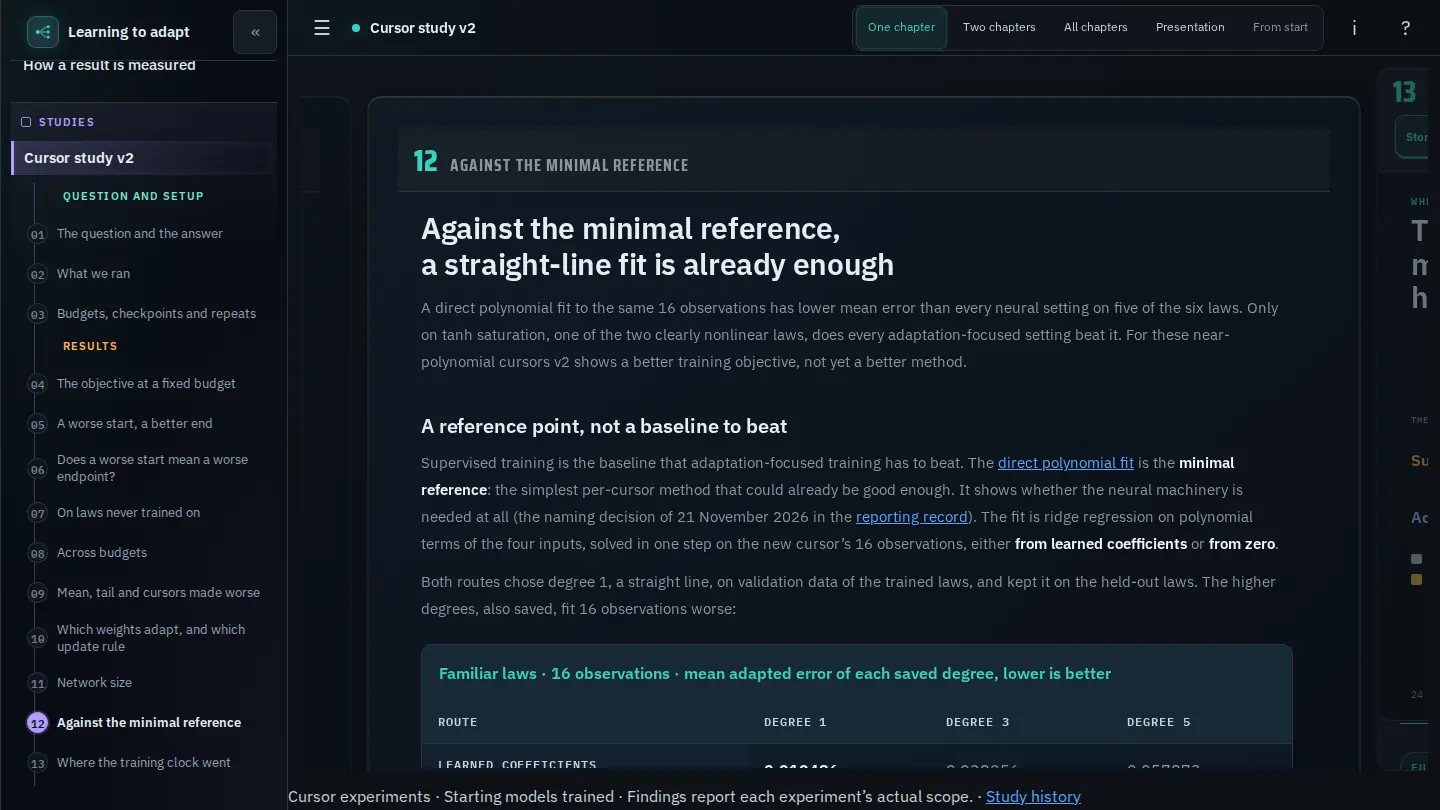 Learning to adapt
«
How a result is measured
STUDIES
Cursor study v2
QUESTION AND SETUP
01 The question and the answer
02 What we ran
03 Budgets, checkpoints and repeats
RESULTS
04 The objective at a fixed budget
05 A worse start, a better end
06 Does a worse start mean a worse
endpoint?
07 On laws never trained on
08 Across budgets
09 Mean, tail and cursors made worse
10 Which weights adapt, and which
update rule
11 Network size
12 Against the minimal reference
13 Where the training clock went
☰ Cursor study v2
One chapter Two chapters All chapters Presentation From start i ?
12 AGAINST THE MINIMAL REFERENCE
Against the minimal reference,
a straight-line fit is already enough
A direct polynomial fit to the same 16 observations has lower mean error than every neural setting on five of the six laws. Only
on tanh saturation, one of the two clearly nonlinear laws, does every adaptation-focused setting beat it. For these near-
polynomial cursors v2 shows a better training objective, not yet a better method.
A reference point, not a baseline to beat
Supervised training is the baseline that adaptation-focused training has to beat. The direct polynomial fit is the minimal
reference: the simplest per-cursor method that could already be good enough. It shows whether the neural machinery is
needed at all (the naming decision of 21 November 2026 in the reporting record). The fit is ridge regression on polynomial
terms of the four inputs, solved in one step on the new cursor’s 16 observations, either from learned coefficients or from zero.
Both routes chose degree 1, a straight line, on validation data of the trained laws, and kept it on the held-out laws. The higher
degrees, also saved, fit 16 observations worse:
Familiar laws · 16 observations · mean adapted error of each saved degree, lower is better
ROUTE DEGREE 1 DEGREE 3 DEGREE 5
LEARNED COEFFICIENTS
13
24
Cursor experiments · Starting models trained · Findings report each experiment’s actual scope. · Study history